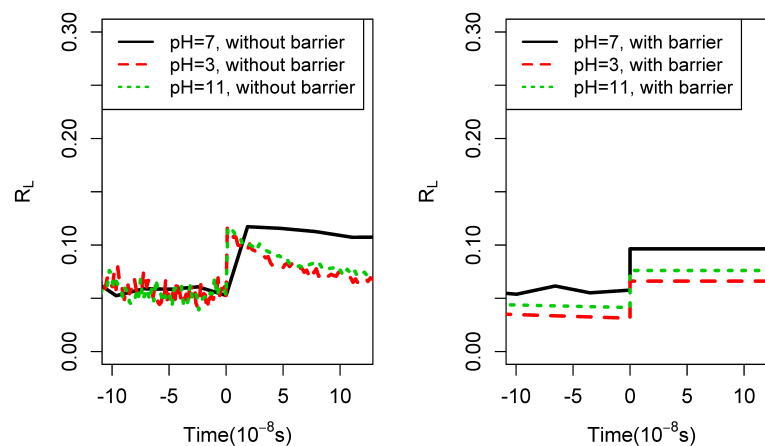 0.30
0.20
0.10
0.00
R_L
pH=7, without barrier
pH=3, without barrier
pH=11, without barrier
-10 -5 0 5 10
Time(10⁻⁸s)
0.30
0.20
0.10
0.00
R_L
pH=7, with barrier
pH=3, with barrier
pH=11, with barrier
-10 -5 0 5 10
Time(10⁻⁸s)